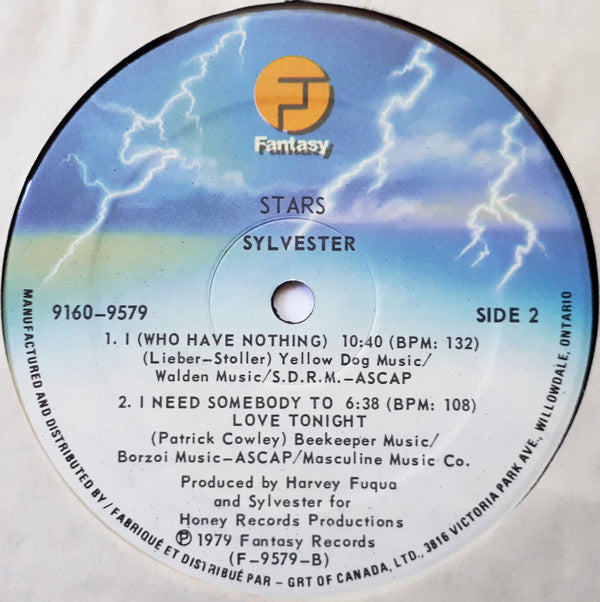 Fantasy
STARS
SYLVESTER
9160-9579
SIDE 2
1. I (WHO HAVE NOTHING) 10:40 (BPM: 132)
(Lieber-Stoller) Yellow Dog Music/
Walden Music/S.D.R.M.-ASCAP
2. I NEED SOMEBODY TO 6:38 (BPM: 108)
LOVE TONIGHT
(Patrick Cowley) Beekeeper Music/
Borzoi Music-ASCAP/Masculine Music Co.
Produced by Harvey Fuqua
and Sylvester for
Honey Records Productions
℗ 1979 Fantasy Records
(F-9579-B)
MANUFACTURED AND DISTRIBUTED BY / FABRIQUÉ ET DISTRIBUÉ PAR - GRT OF CANADA, LTD., 3816 VICTORIA PARK AVE., WILLOWDALE, ONTARIO